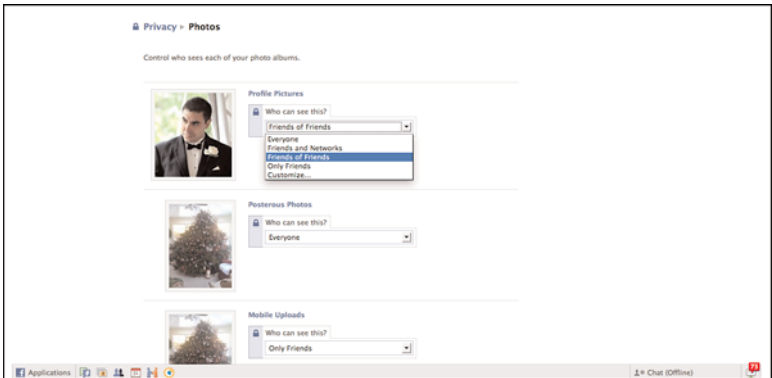 Privacy » Photos
Control who sees each of your photo albums.
Profile Pictures
Who can see this?
Friends of Friends
Everyone
Friends and Networks
Friends of Friends
Only Friends
Customize...
Posterous Photos
Who can see this?
Everyone
Mobile Uploads
Who can see this?
Only Friends
Applications
Chat (Offline)
73